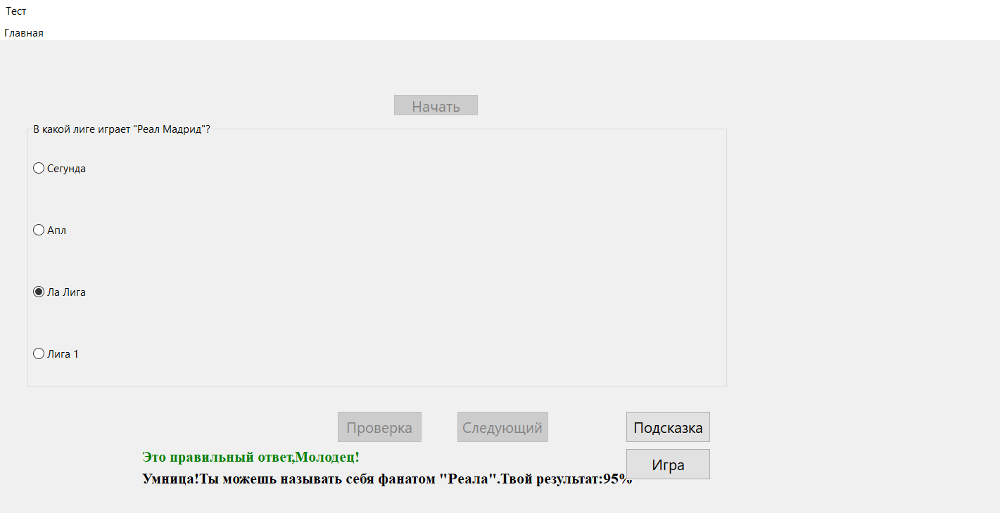 Тест
Главная
Начать
В какой лиге играет "Реал Мадрид"?
Сегунда
Апл
Ла Лига
Лига 1
Проверка Следующий Подсказка
Это правильный ответ,Молодец!
Игра
Умница!Ты можешь называть себя фанатом "Реала".Твой результат:95%